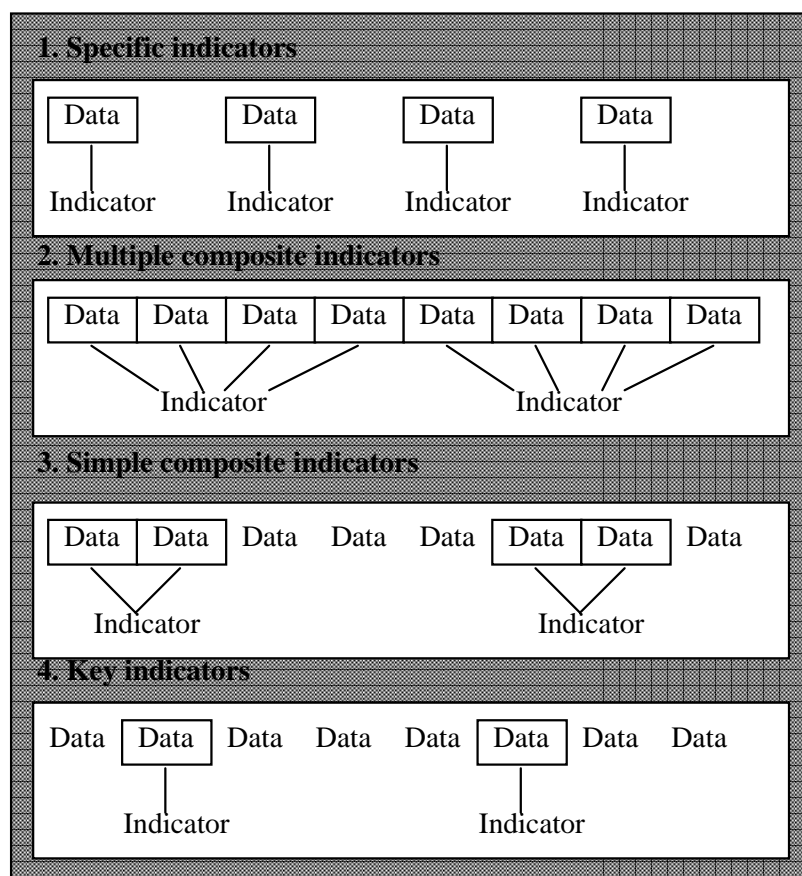 1. Specific indicators
Data Data Data Data
Indicator Indicator Indicator Indicator
2. Multiple composite indicators
Data Data Data Data Data Data Data Data
Indicator Indicator
3. Simple composite indicators
Data Data Data Data Data Data Data Data
Indicator Indicator
4. Key indicators
Data Data Data Data Data Data Data Data
Indicator Indicator